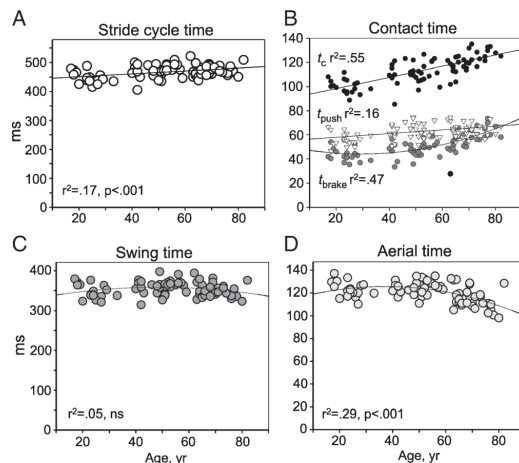 A
Stride cycle time
ms
500
400
300
200
100
0
20
40
60
80
r²=.17, p<.001
B
Contact time
140
120
100
80
60
40
20
0
20
40
60
80
t_c r²=.55
t_push r²=.16
t_brake r²=.47
C
Swing time
ms
400
300
200
100
0
20
40
60
80
r²=.05, ns
Age, yr
D
Aerial time
140
120
100
80
60
40
20
0
20
40
60
80
r²=.29, p<.001
Age, yr